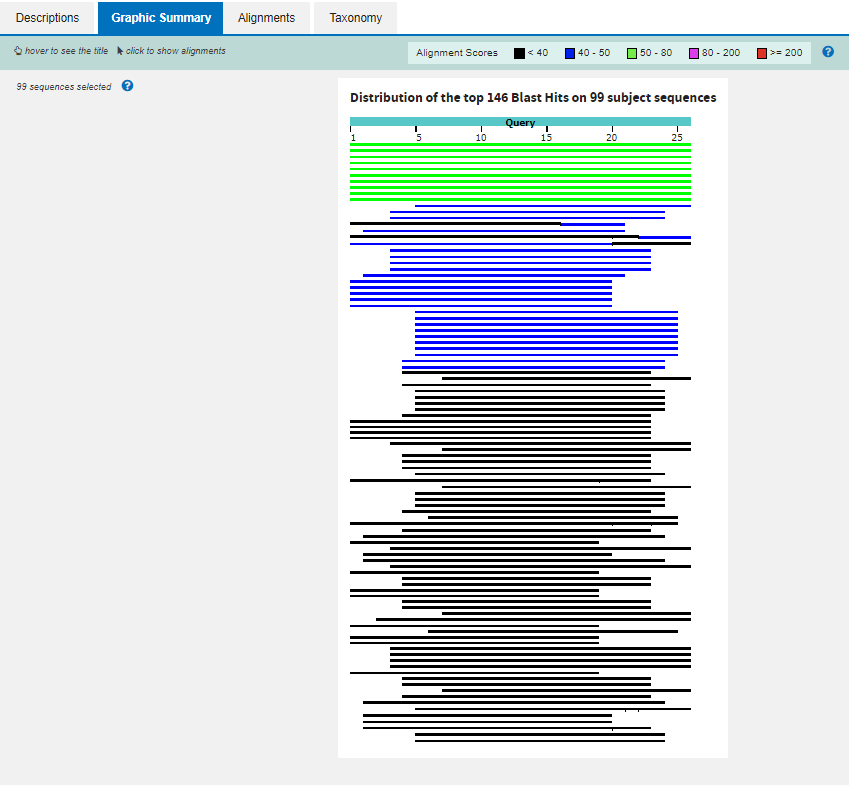 Descriptions Graphic Summary Alignments Taxonomy
hover to see the title click to show alignments Alignment Scores < 40 40 - 50 50 - 80 80 - 200 >= 200 ?
99 sequences selected ?
Distribution of the top 146 Blast Hits on 99 subject sequences
Query
1 5 10 15 20 25